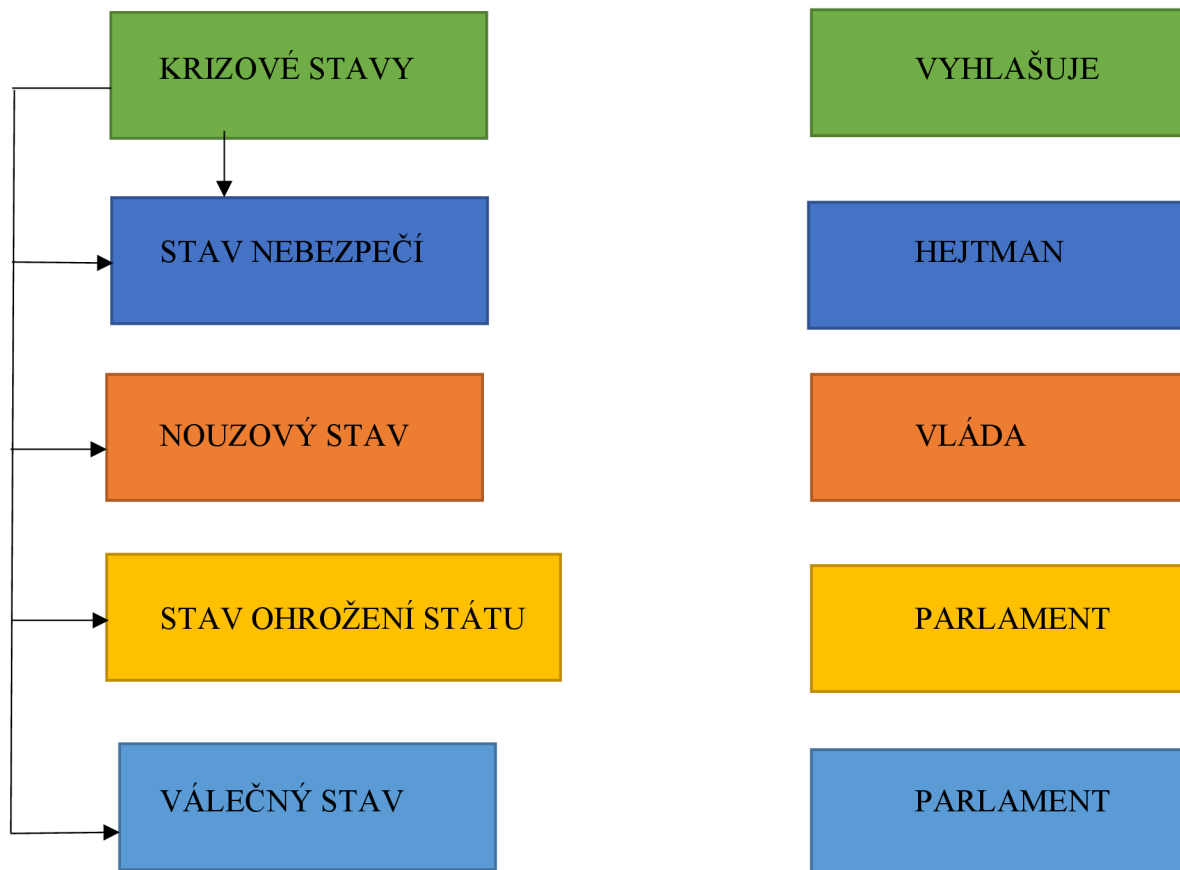 KRIZOVÉ STAVY
VYHLAŠUJE
STAV NEBEZPEČÍ
HEJTMAN
NOUZOVÝ STAV
VLÁDA
STAV OHROŽENÍ STÁTU
PARLAMENT
VÁLEČNÝ STAV
PARLAMENT